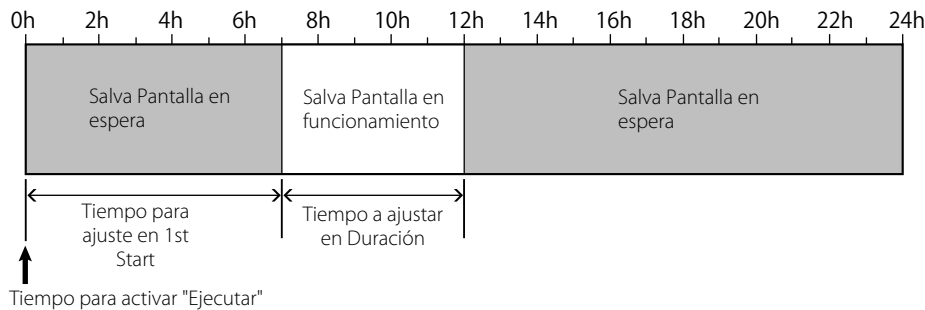 0h 2h 4h 6h 8h 10h 12h 14h 16h 18h 20h 22h 24h
Salva Pantalla en
espera
Salva Pantalla en
funcionamiento
Salva Pantalla en
espera
Tiempo para
ajuste en 1st
Start
Tiempo a ajustar
en Duración
Tiempo para activar "Ejecutar"